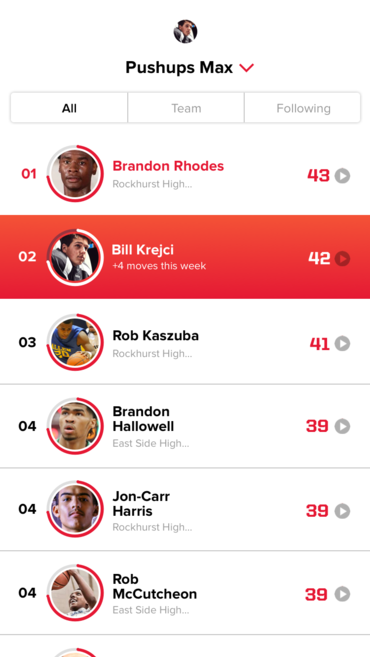 Pushups Max
All Team Following
01 Brandon Rhodes 43
Rockhurst High...
02 Bill Krejci 42
+4 moves this week
03 Rob Kaszuba 41
Rockhurst High...
04 Brandon
Hallowell 39
East Side High...
04 Jon-Carr
Harris 39
Rockhurst High...
04 Rob
McCutcheon 39
East Side High...